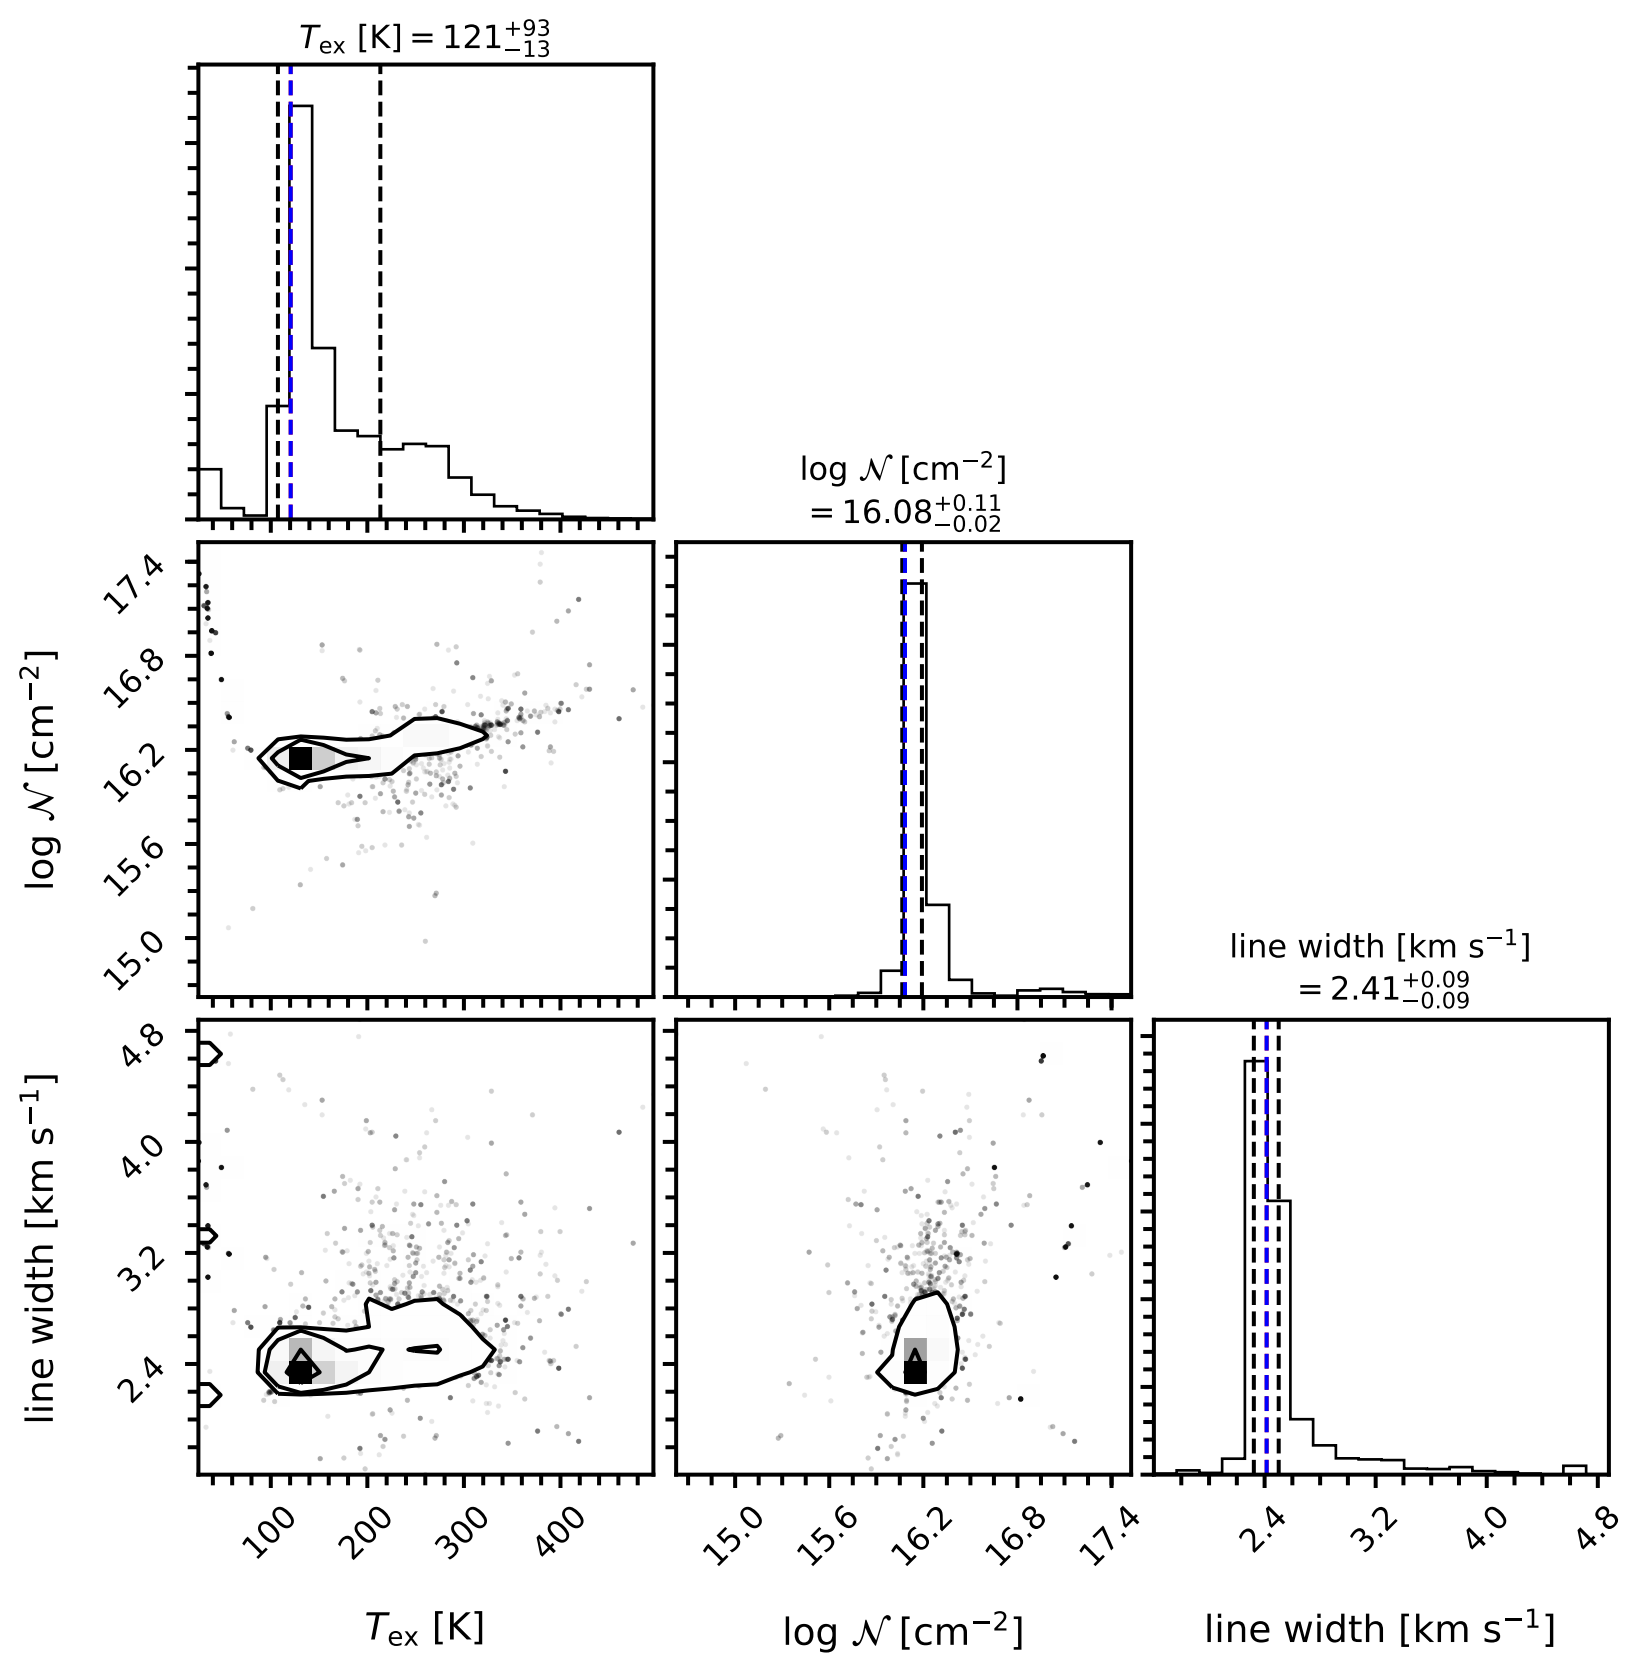 T_ex [K] = 121^{+93}_{−13}
log 𝒩 [cm^{−2}]
= 16.08^{+0.11}_{−0.02}
line width [km s^{−1}]
= 2.41^{+0.09}_{−0.09}
17.4
16.8
16.2
15.6
15.0
log 𝒩 [cm^{−2}]
4.8
4.0
3.2
2.4
line width [km s^{−1}]
100 200 300 400
15.0 15.6 16.2 16.8 17.4
2.4 3.2 4.0 4.8
T_ex [K]
log 𝒩 [cm^{−2}]
line width [km s^{−1}]